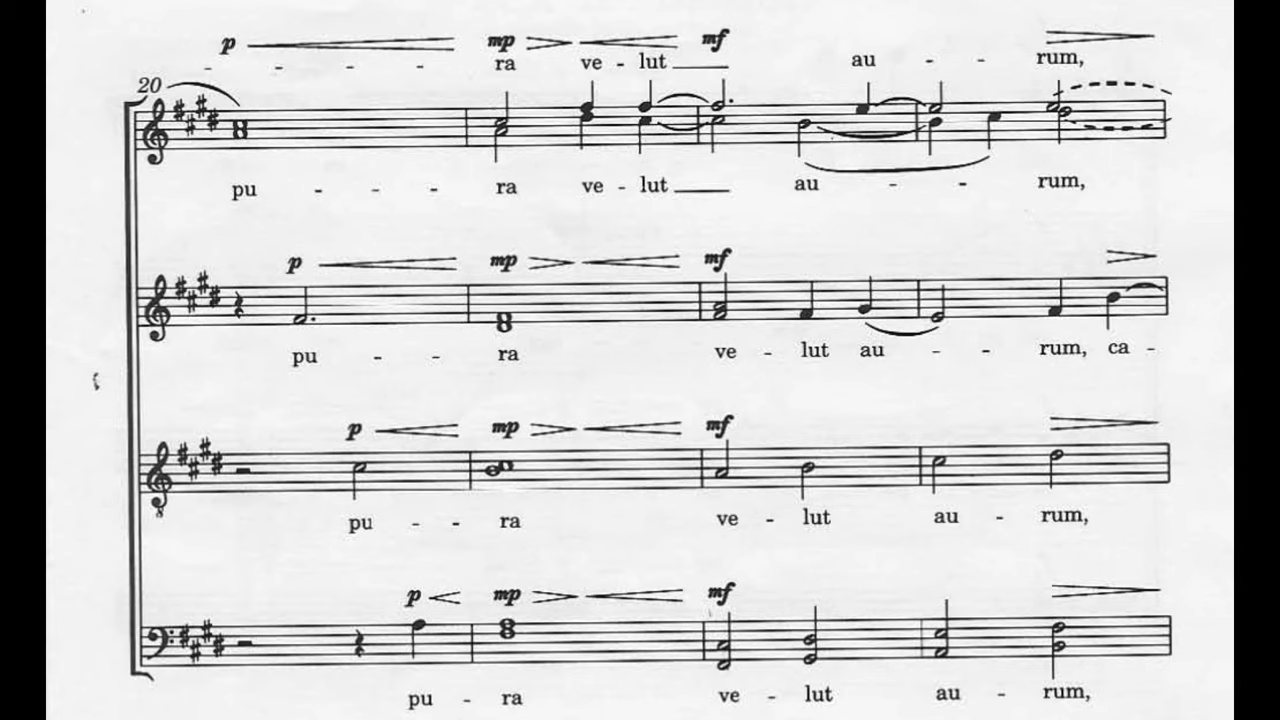 p mp mf
- - - - ra ve - lut au - - rum,
20
pu - - - ra ve - lut au - - rum,
p mp mf
pu - - ra ve - lut au - - rum, ca -
p mp mf
pu - - ra ve - lut au - rum,
p mp mf
pu - ra ve - lut au - rum,